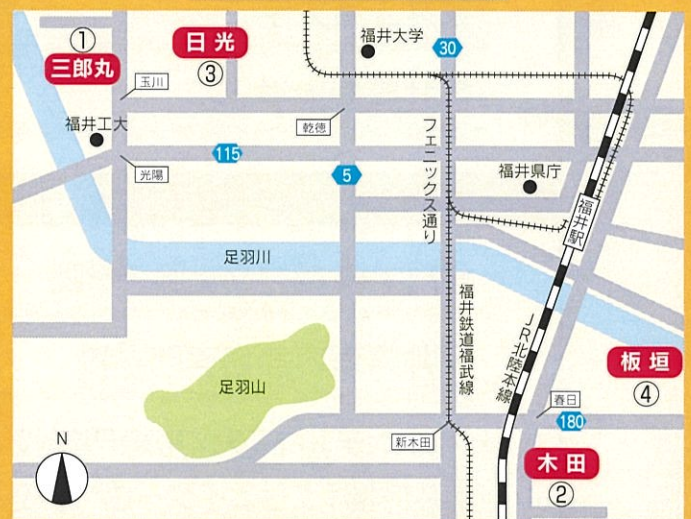 ①
三郎丸
日光
③
福井大学
30
玉川
福井工大
乾徳
フェニックス通り
115
光陽
5
福井県庁
福井駅
足羽川
福井鉄道福武線
JR北陸本線
足羽山
板垣
④
春日
180
新木田
木田
②
N